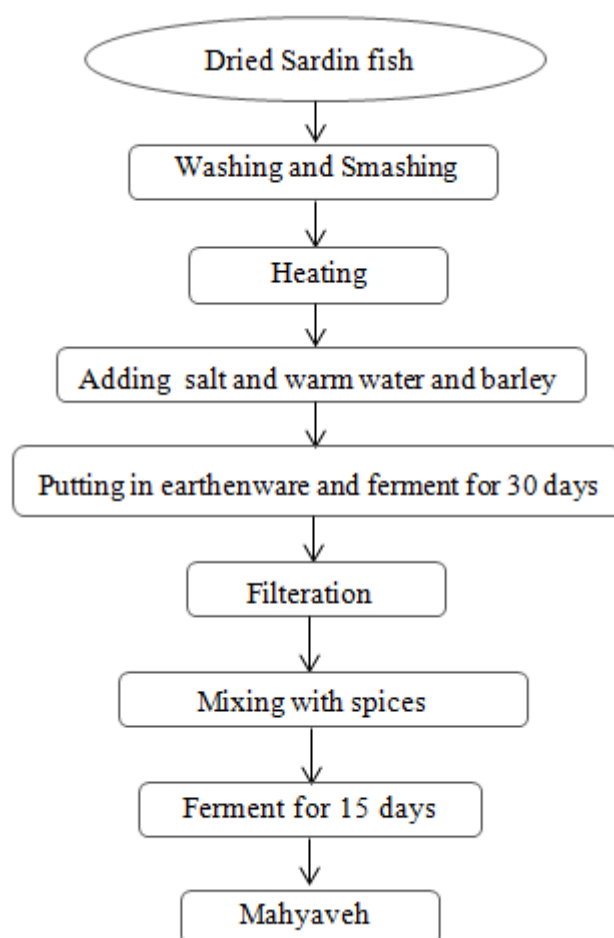 Dried Sardin fish
Washing and Smashing
Heating
Adding salt and warm water and barley
Putting in earthenware and ferment for 30 days
Filteration
Mixing with spices
Ferment for 15 days
Mahyaveh